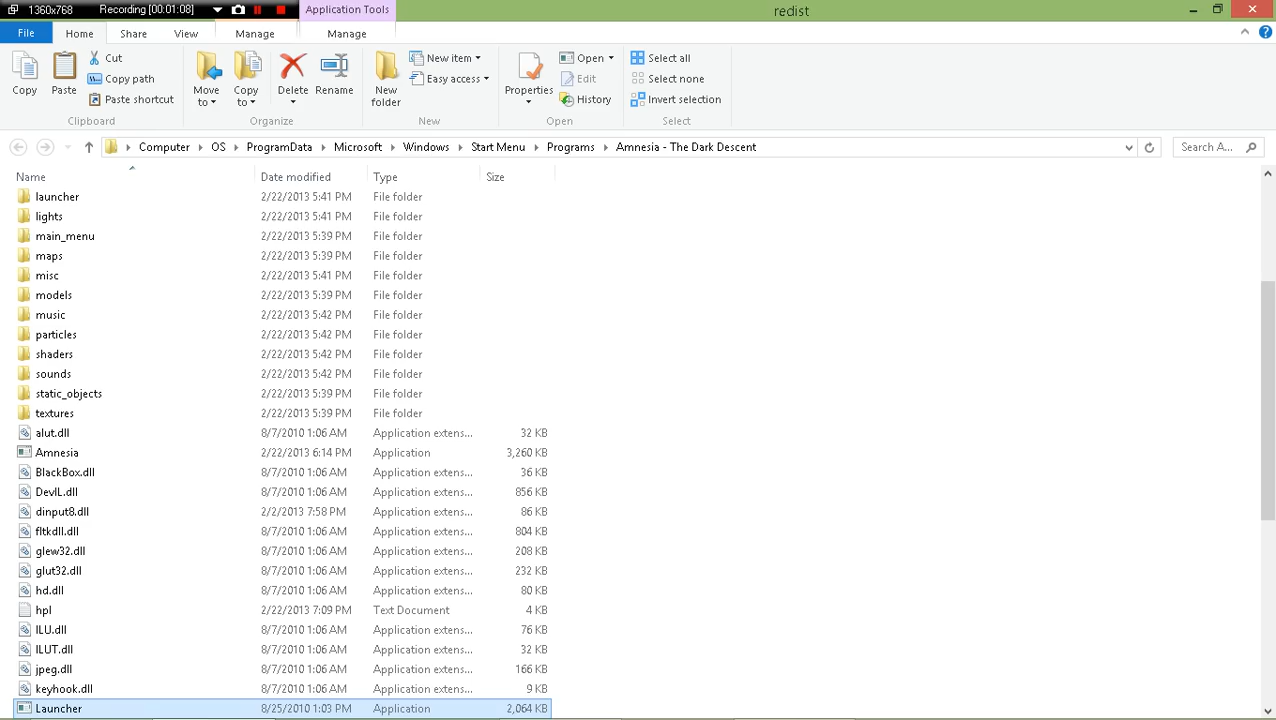 1360x768 Recording [00:01:08] Application Tools redist
File Home Share View Manage Manage
Copy Paste Cut Copy path Paste shortcut Move to Copy to Delete Rename New folder New item Easy access Properties Open Edit History Select all Select none Invert selection
Clipboard Organize New Open Select
Computer OS ProgramData Microsoft Windows Start Menu Programs Amnesia - The Dark Descent Search A...
Name Date modified Type Size
launcher 2/22/2013 5:41 PM File folder
lights 2/22/2013 5:41 PM File folder
main_menu 2/22/2013 5:39 PM File folder
maps 2/22/2013 5:39 PM File folder
misc 2/22/2013 5:41 PM File folder
models 2/22/2013 5:39 PM File folder
music 2/22/2013 5:42 PM File folder
particles 2/22/2013 5:42 PM File folder
shaders 2/22/2013 5:42 PM File folder
sounds 2/22/2013 5:42 PM File folder
static_objects 2/22/2013 5:39 PM File folder
textures 2/22/2013 5:39 PM File folder
alut.dll 8/7/2010 1:06 AM Application extens... 32 KB
Amnesia 2/22/2013 6:14 PM Application 3,260 KB
BlackBox.dll 8/7/2010 1:06 AM Application extens... 36 KB
DevIL.dll 8/7/2010 1:06 AM Application extens... 856 KB
dinput8.dll 2/2/2013 7:58 PM Application extens... 86 KB
fltkdll.dll 8/7/2010 1:06 AM Application extens... 804 KB
glew32.dll 8/7/2010 1:06 AM Application extens... 208 KB
glut32.dll 8/7/2010 1:06 AM Application extens... 232 KB
hd.dll 8/7/2010 1:06 AM Application extens... 80 KB
hpl 2/22/2013 7:09 PM Text Document 4 KB
ILU.dll 8/7/2010 1:06 AM Application extens... 76 KB
ILUT.dll 8/7/2010 1:06 AM Application extens... 32 KB
jpeg.dll 8/7/2010 1:06 AM Application extens... 166 KB
keyhook.dll 8/7/2010 1:06 AM Application extens... 9 KB
Launcher 8/25/2010 1:03 PM Application 2,064 KB